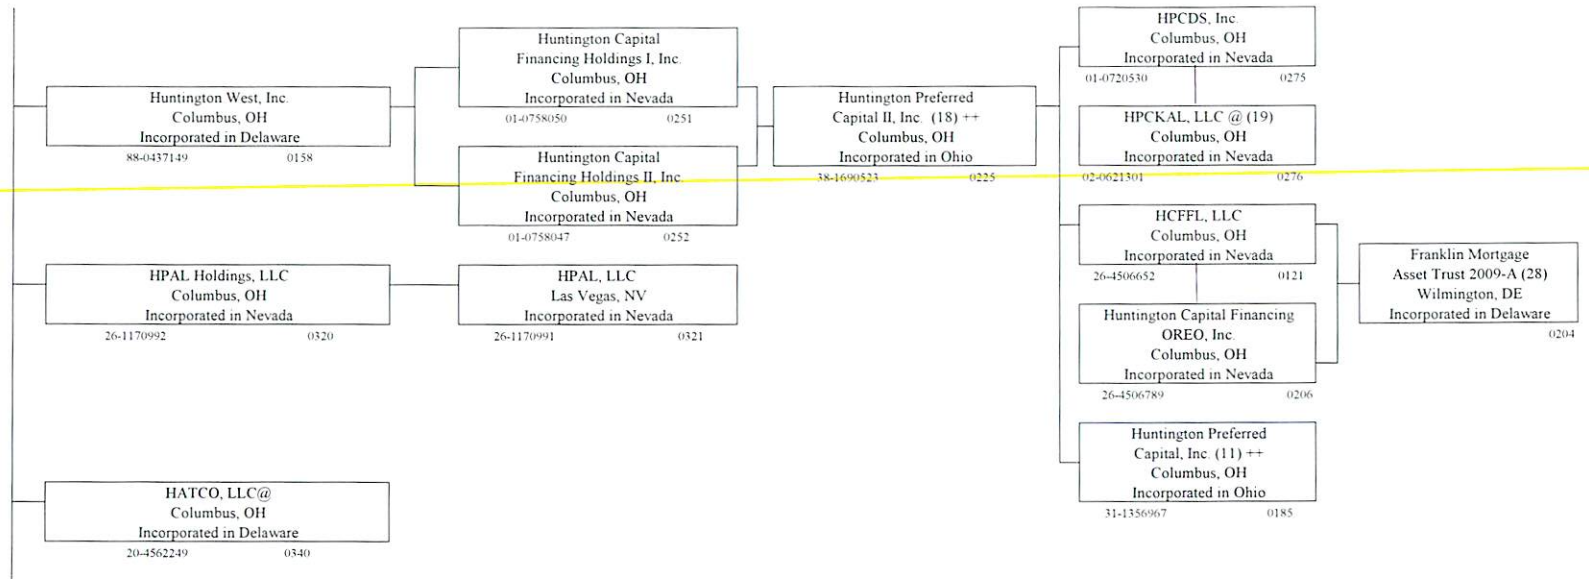 Huntington West, Inc.
Columbus, OH
Incorporated in Delaware
88-0437149 0158
Huntington Capital
Financing Holdings I, Inc.
Columbus, OH
Incorporated in Nevada
01-0758050 0251
Huntington Capital
Financing Holdings II, Inc.
Columbus, OH
Incorporated in Nevada
01-0758047 0252
Huntington Preferred
Capital II, Inc. (18) ++
Columbus, OH
Incorporated in Ohio
38-1690523 0225
HPCDS, Inc.
Columbus, OH
Incorporated in Nevada
01-0720530 0275
HPCKAL, LLC @ (19)
Columbus, OH
Incorporated in Nevada
02-0621301 0276
HCFFL, LLC
Columbus, OH
Incorporated in Nevada
26-4506652 0121
Huntington Capital Financing
OREO, Inc.
Columbus, OH
Incorporated in Nevada
26-4506789 0206
Franklin Mortgage
Asset Trust 2009-A (28)
Wilmington, DE
Incorporated in Delaware
0204
Huntington Preferred
Capital, Inc. (11) ++
Columbus, OH
Incorporated in Ohio
31-1356967 0185
HPAL Holdings, LLC
Columbus, OH
Incorporated in Nevada
26-1170992 0320
HPAL, LLC
Las Vegas, NV
Incorporated in Nevada
26-1170991 0321
HATCO, LLC@
Columbus, OH
Incorporated in Delaware
20-4562249 0340